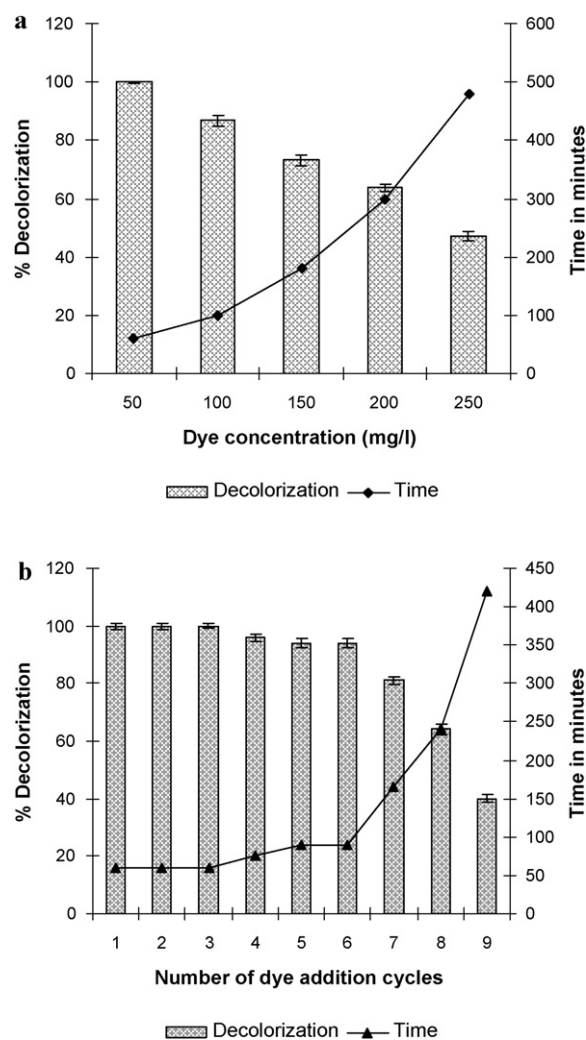 a
120
100
80
60
40
20
0
% Decolorization
600
500
400
300
200
100
0
Time in minutes
50 100 150 200 250
Dye concentration (mg/l)
Decolorization Time
b
120
100
80
60
40
20
0
% Decolorization
450
400
350
300
250
200
150
100
50
0
Time in minutes
1 2 3 4 5 6 7 8 9
Number of dye addition cycles
Decolorization Time